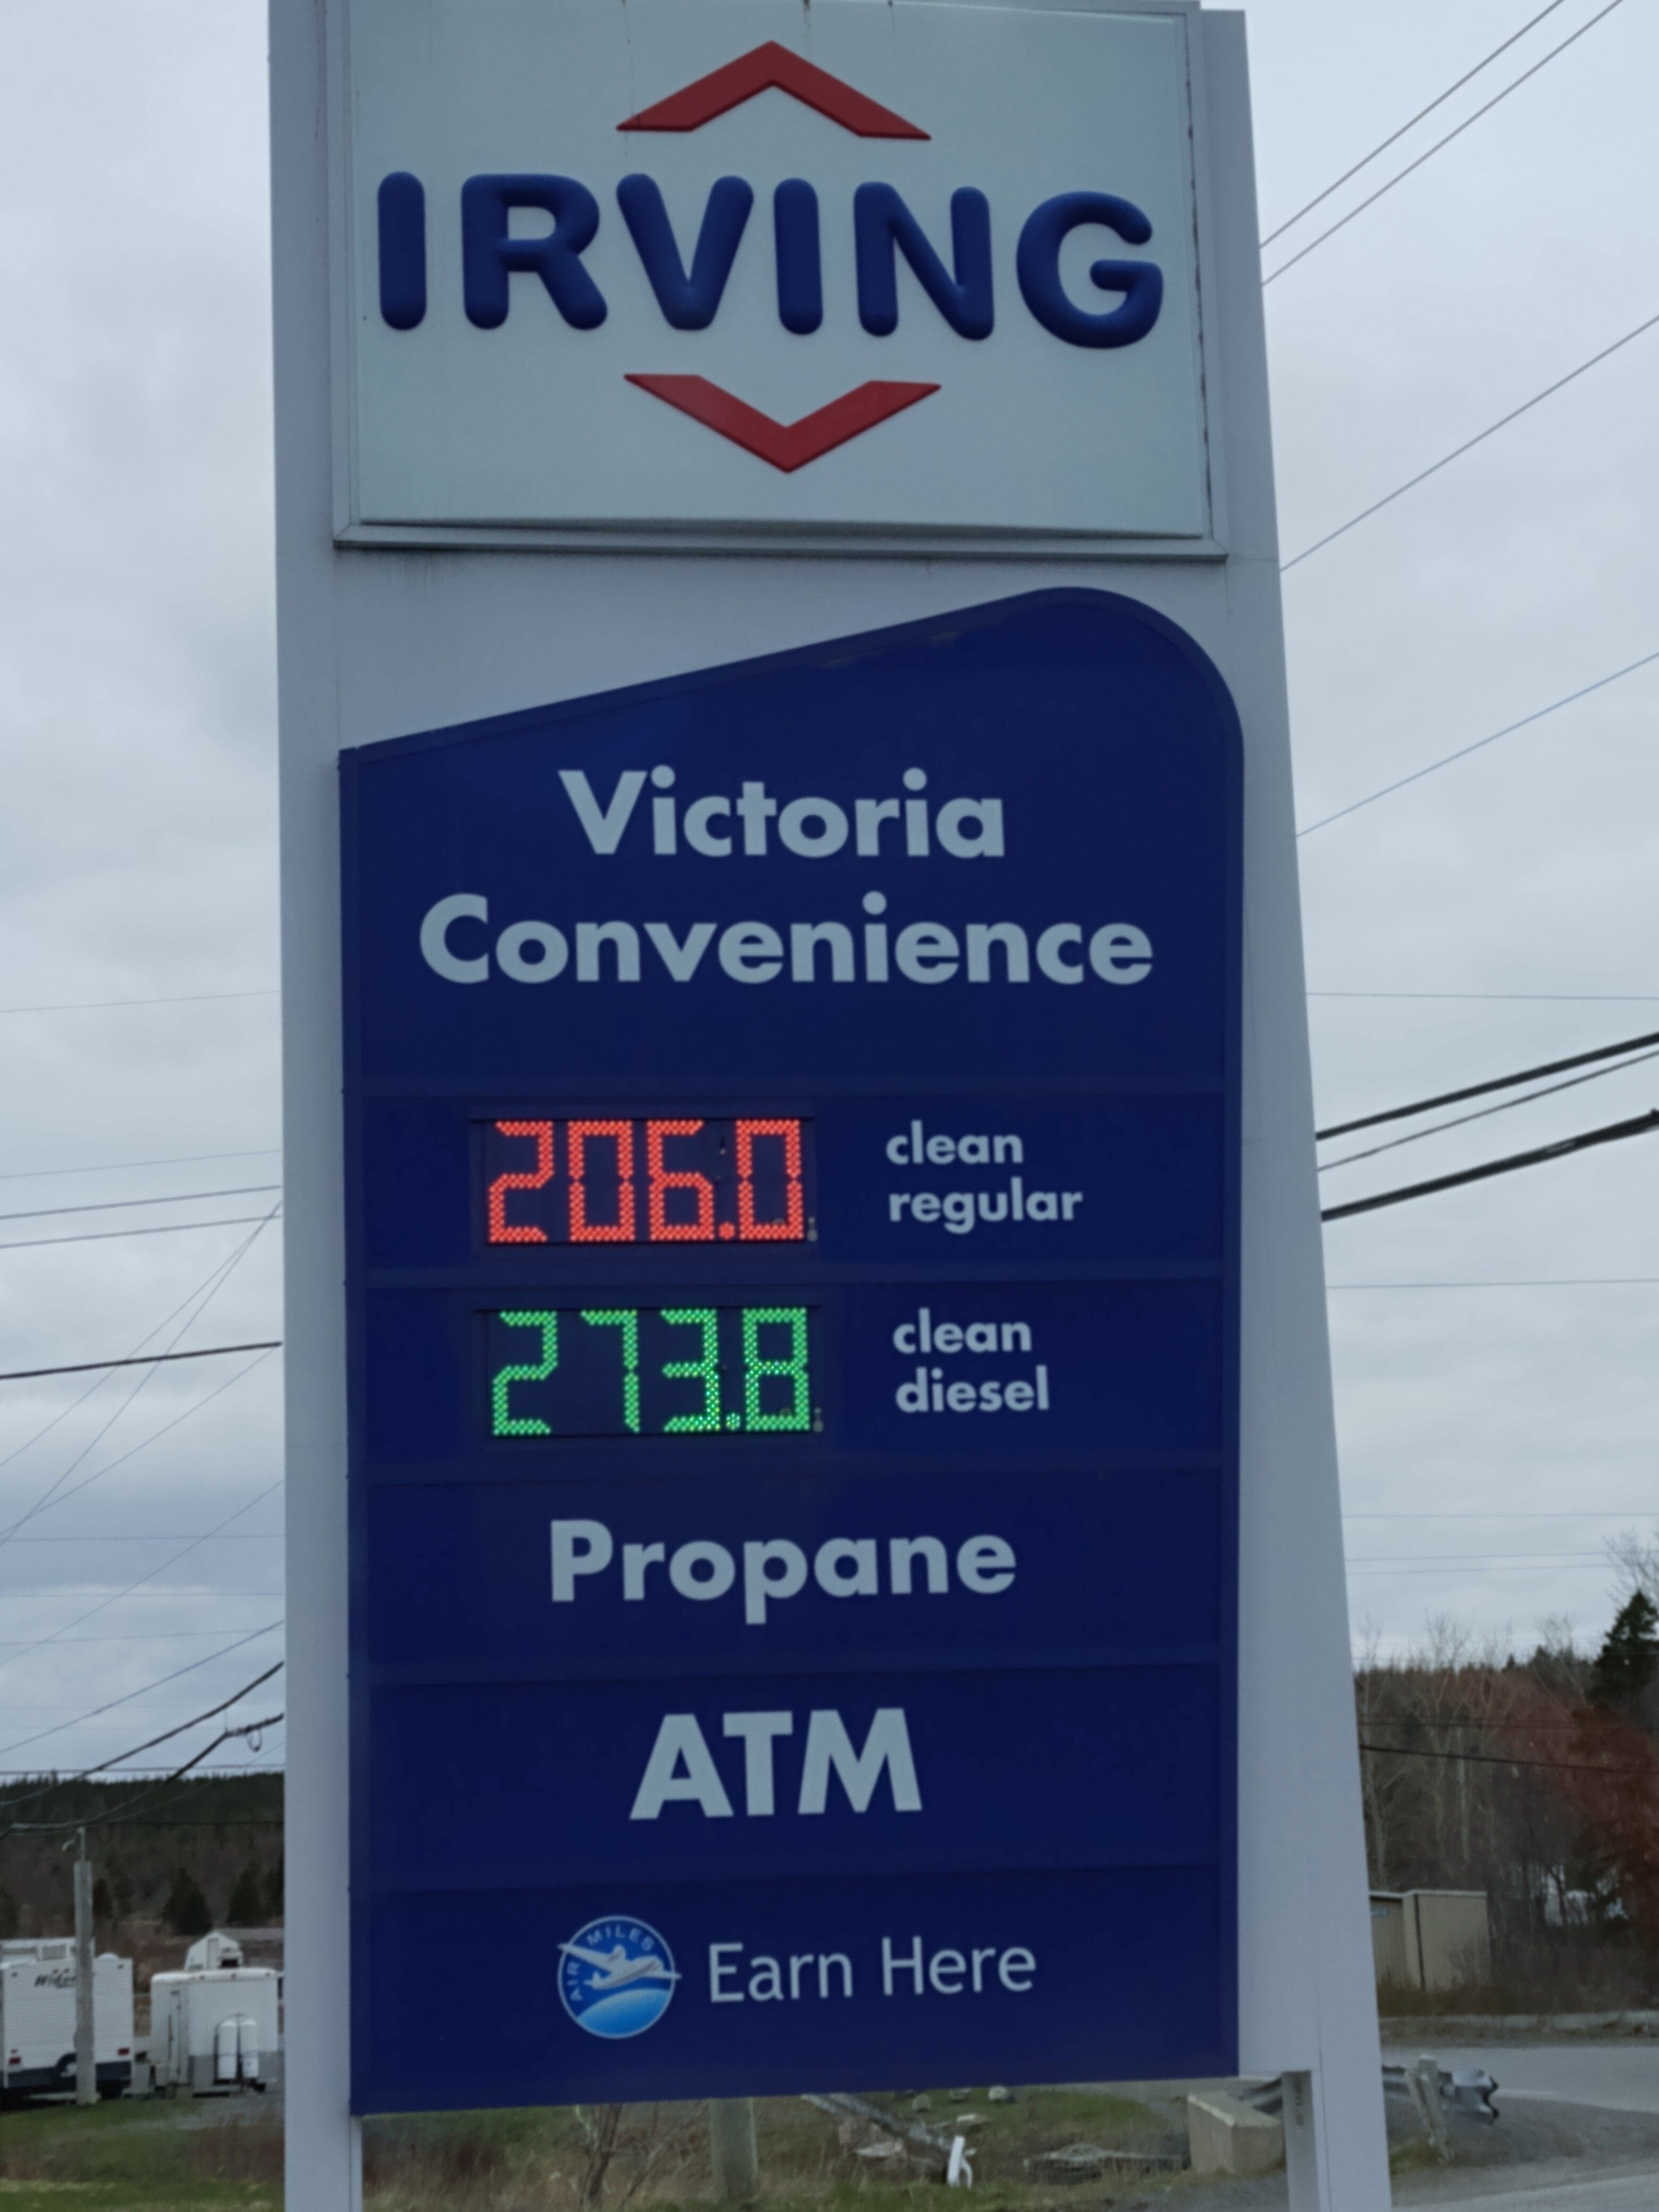 IRVING
Victoria
Convenience
206.0 clean
regular
273.8 clean
diesel
Propane
ATM
AIR MILES Earn Here